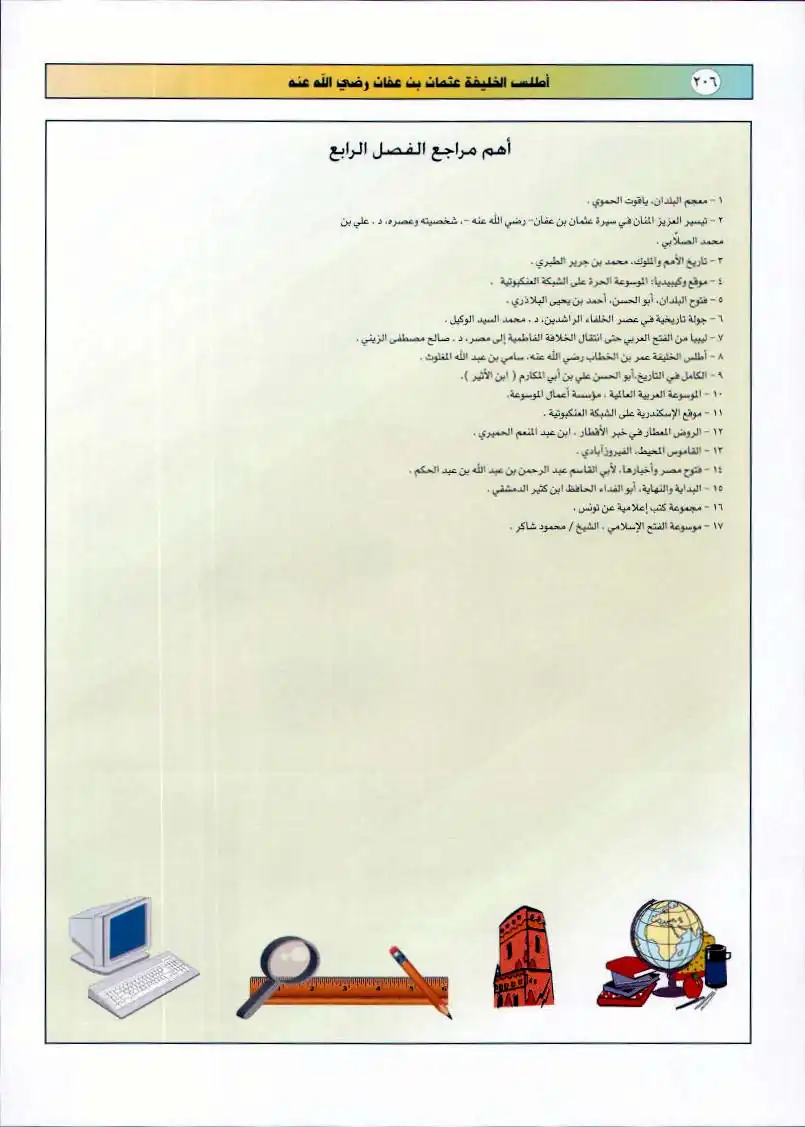 ٢٠٦
أطلس الخليفة عثمان بن عفان رضي الله عنه
أهم مراجع الفصل الرابع
١ - معجم البلدان، ياقوت الحموي .
٢ - تيسير العزيز المنان في سيرة عثمان بن عفان- رضي الله عنه -، شخصيته وعصره، د . علي بن
محمد الصلّابي .
٣ - تاريخ الأمم والملوك، محمد بن جرير الطبري .
٤ - موقع وكيبيديا: الموسوعة الحرة على الشبكة العنكبوتية .
٥ - فتوح البلدان، أبو الحسن، أحمد بن يحيى البلاذري .
٦ - جولة تاريخية في عصر الخلفاء الراشدين، د . محمد السيد الوكيل .
٧ - ليبيا من الفتح العربي حتى انتقال الخلافة الفاطمية إلى مصر، د . صالح مصطفى الزيني .
٨ - أطلس الخليفة عمر بن الخطاب رضي الله عنه، سامي بن عبد الله المغلوث .
٩ - الكامل في التاريخ،أبو الحسن علي بن أبي المكارم ( ابن الأثير ).
١٠ - الموسوعة العربية العالمية ، مؤسسة أعمال الموسوعة.
١١ - موقع الإسكندرية على الشبكة العنكبوتية .
١٢ - الروض المعطار في خبر الأقطار ، ابن عبد المنعم الحميري .
١٣ - القاموس المحيط، الفيروزآبادي .
١٤ - فتوح مصر وأخبارها، لأبي القاسم عبد الرحمن بن عبد الله بن عبد الحكم .
١٥ - البداية والنهاية، أبو الفداء الحافظ ابن كثير الدمشقي .
١٦ - مجموعة كتب إعلامية عن تونس .
١٧ - موسوعة الفتح الإسلامي ، الشيخ / محمود شاكر .
1 2 3 4 5 6